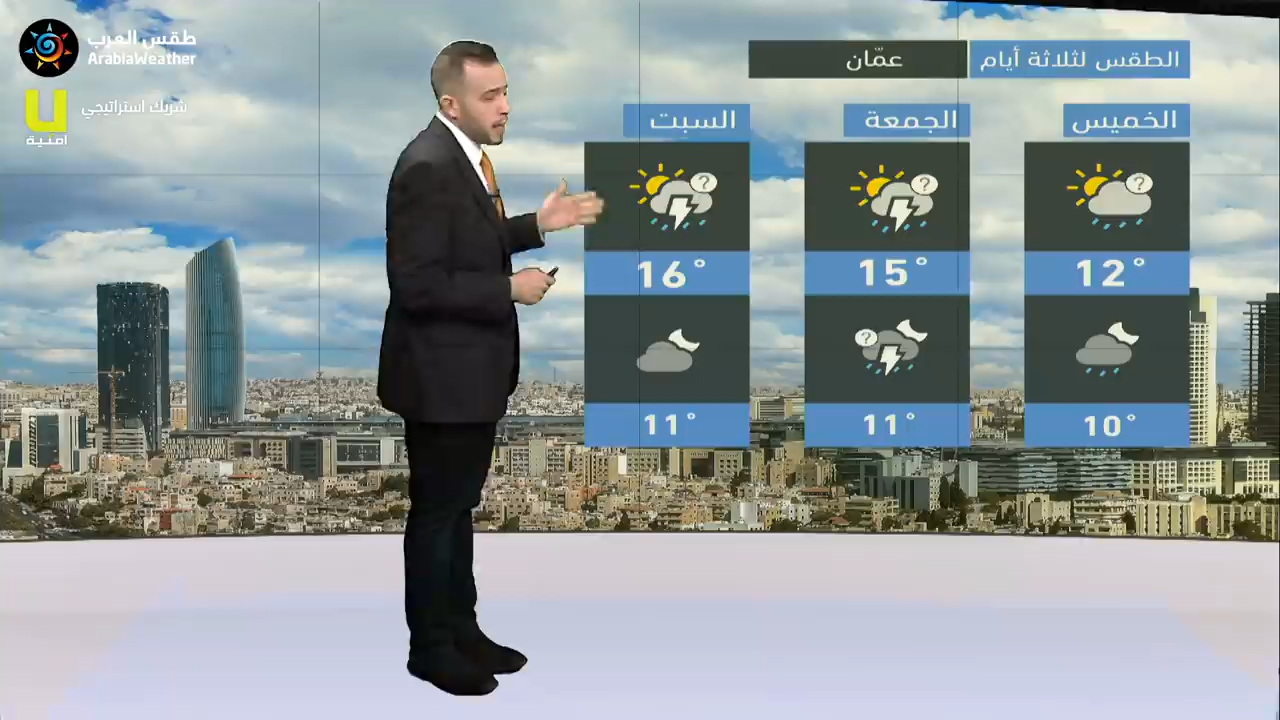 طقس العرب
ArabiaWeather
شريك استراتيجي
U
امنية
الطقس لثلاثة أيام
عمّان
الخميس
الجمعة
السبت
?
?
?
12°
15°
16°
?
10°
11°
11°